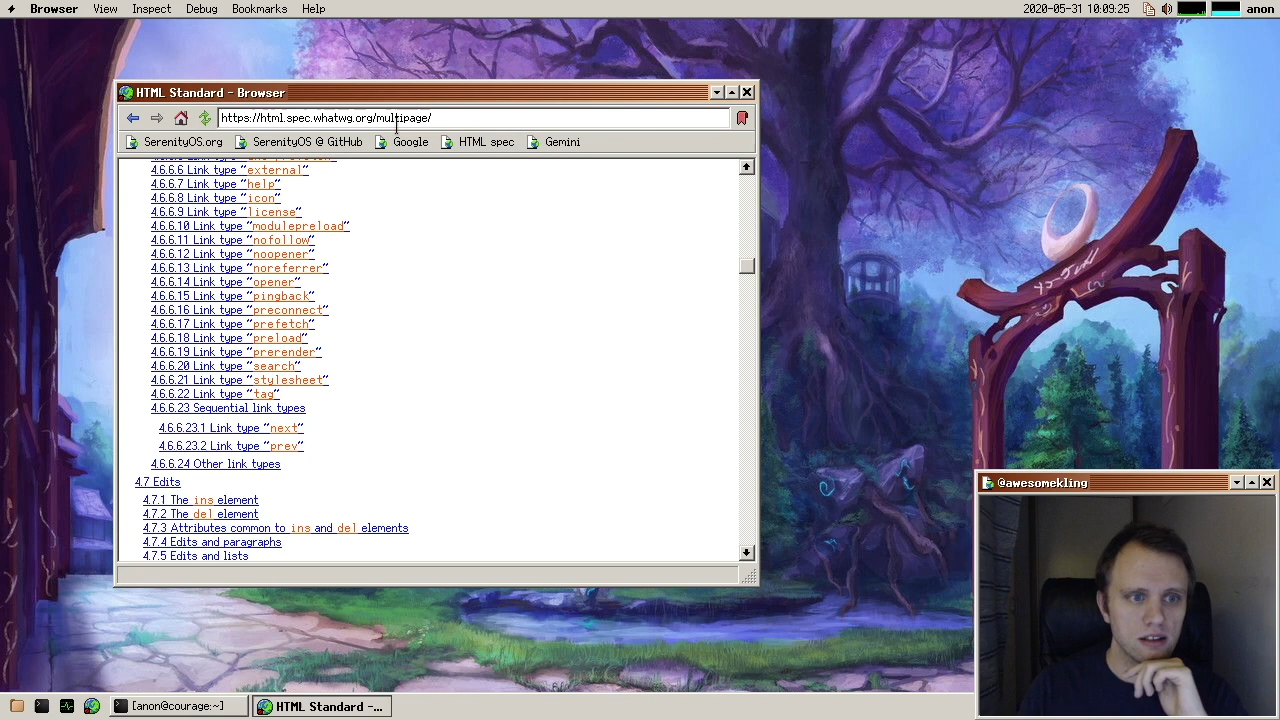 Browser View Inspect Debug Bookmarks Help 2020-05-31 10:09:25 anon
HTML Standard - Browser
https://html.spec.whatwg.org/multipage/
SerenityOS.org SerenityOS @ GitHub Google HTML spec Gemini
4.6.6.6 Link type "external"
4.6.6.7 Link type "help"
4.6.6.8 Link type "icon"
4.6.6.9 Link type "license"
4.6.6.10 Link type "modulepreload"
4.6.6.11 Link type "nofollow"
4.6.6.12 Link type "noopener"
4.6.6.13 Link type "noreferrer"
4.6.6.14 Link type "opener"
4.6.6.15 Link type "pingback"
4.6.6.16 Link type "preconnect"
4.6.6.17 Link type "prefetch"
4.6.6.18 Link type "preload"
4.6.6.19 Link type "prerender"
4.6.6.20 Link type "search"
4.6.6.21 Link type "stylesheet"
4.6.6.22 Link type "tag"
4.6.6.23 Sequential link types
4.6.6.23.1 Link type "next"
4.6.6.23.2 Link type "prev"
4.6.6.24 Other link types
4.7 Edits
4.7.1 The ins element
4.7.2 The del element
4.7.3 Attributes common to ins and del elements
4.7.4 Edits and paragraphs
4.7.5 Edits and lists
@awesomekling
[anon@courage:~] HTML Standard -...